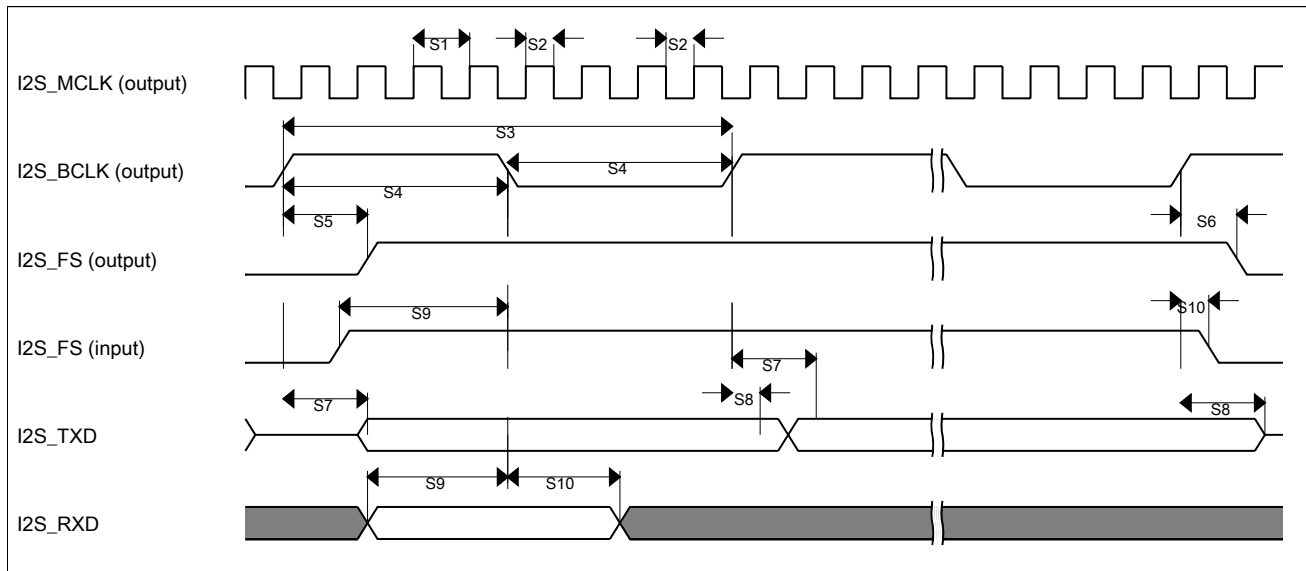 S1 S2 S2
I2S_MCLK (output)
S3
I2S_BCLK (output) S4
S4
S5 S6
I2S_FS (output)
S9 S10
I2S_FS (input)
S7
S7 S8 S8
I2S_TXD
S9 S10
I2S_RXD